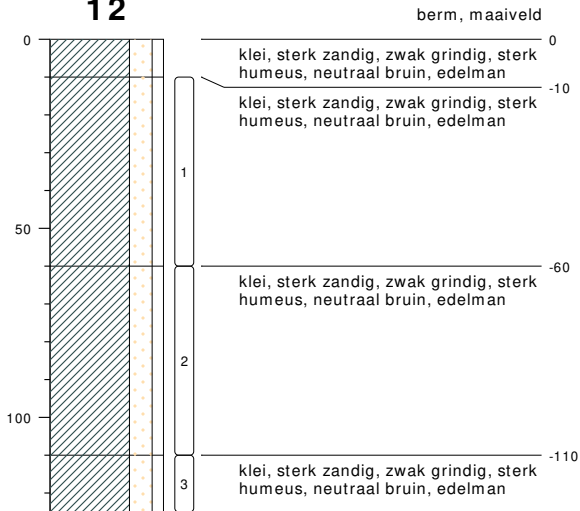 12
berm, maaiveld
0
0
klei, sterk zandig, zwak grindig, sterk
humeus, neutraal bruin, edelman
-10
klei, sterk zandig, zwak grindig, sterk
humeus, neutraal bruin, edelman
1
50
-60
klei, sterk zandig, zwak grindig, sterk
humeus, neutraal bruin, edelman
2
100
-110
klei, sterk zandig, zwak grindig, sterk
humeus, neutraal bruin, edelman
3